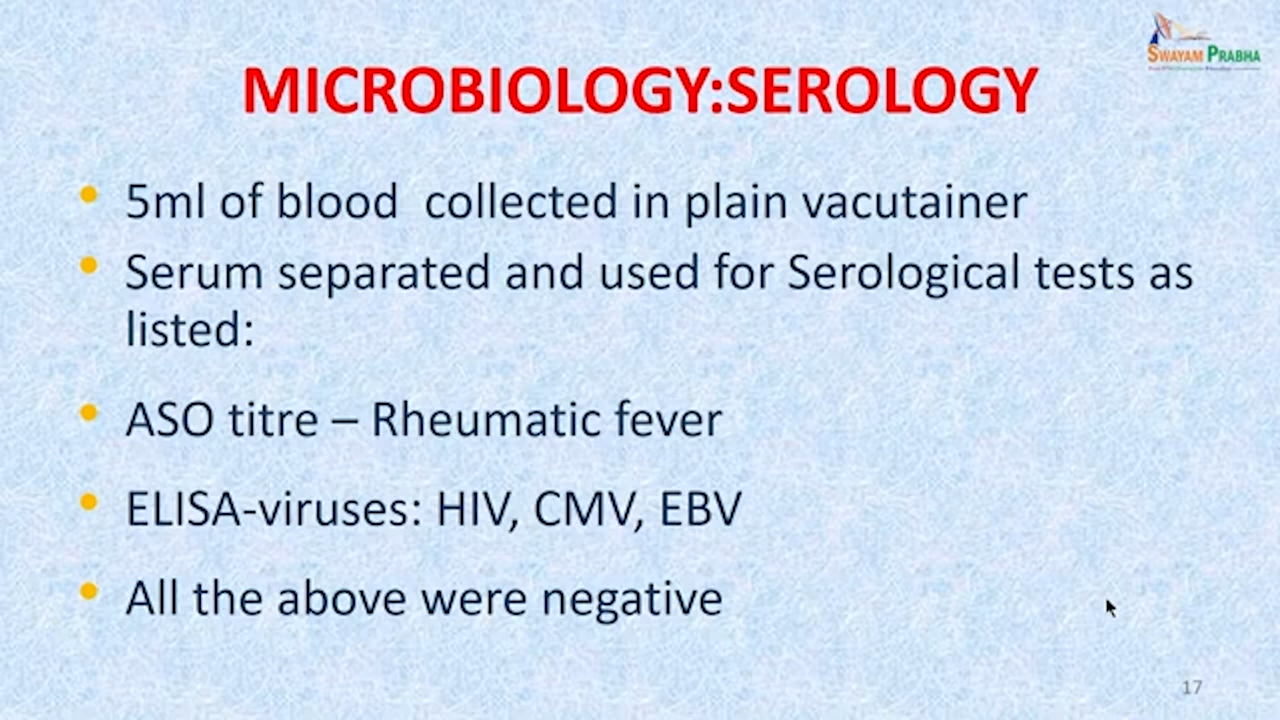 SWAYAM PRABHA
MICROBIOLOGY:SEROLOGY
5ml of blood collected in plain vacutainer
Serum separated and used for Serological tests as
listed:
ASO titre – Rheumatic fever
ELISA-viruses: HIV, CMV, EBV
All the above were negative
17